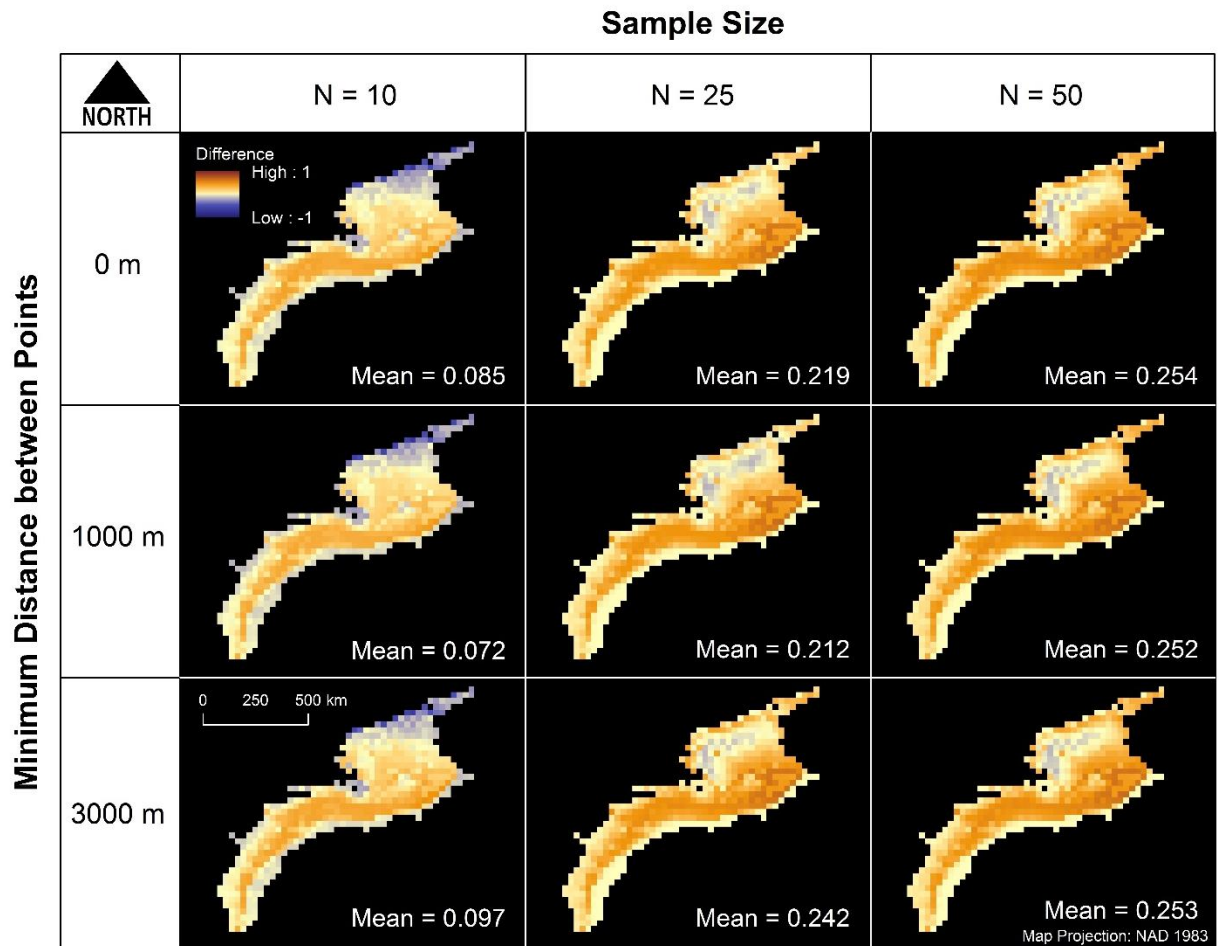 Sample Size
NORTH
N = 10
N = 25
N = 50
Minimum Distance between Points
0 m
Difference
High : 1
Low : -1
Mean = 0.085
Mean = 0.219
Mean = 0.254
1000 m
Mean = 0.072
Mean = 0.212
Mean = 0.252
3000 m
0 250 500 km
Mean = 0.097
Mean = 0.242
Mean = 0.253
Map Projection: NAD 1983